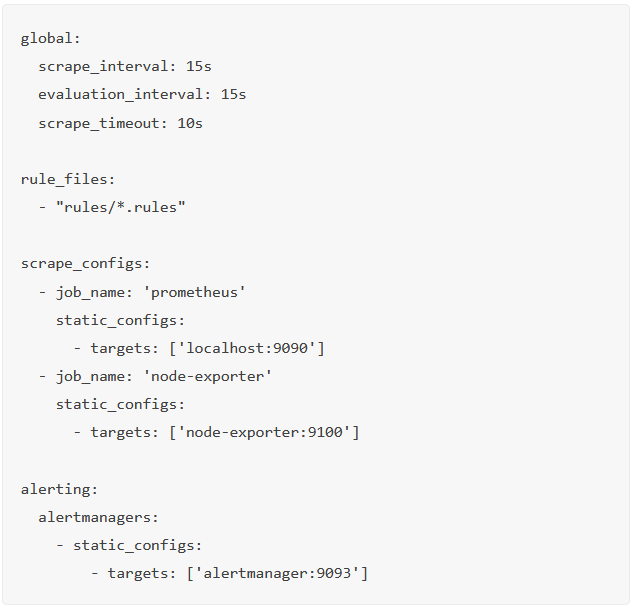 global:
  scrape_interval: 15s
  evaluation_interval: 15s
  scrape_timeout: 10s

rule_files:
  - "rules/*.rules"

scrape_configs:
  - job_name: 'prometheus'
    static_configs:
      - targets: ['localhost:9090']
  - job_name: 'node-exporter'
    static_configs:
      - targets: ['node-exporter:9100']

alerting:
  alertmanagers:
    - static_configs:
        - targets: ['alertmanager:9093']